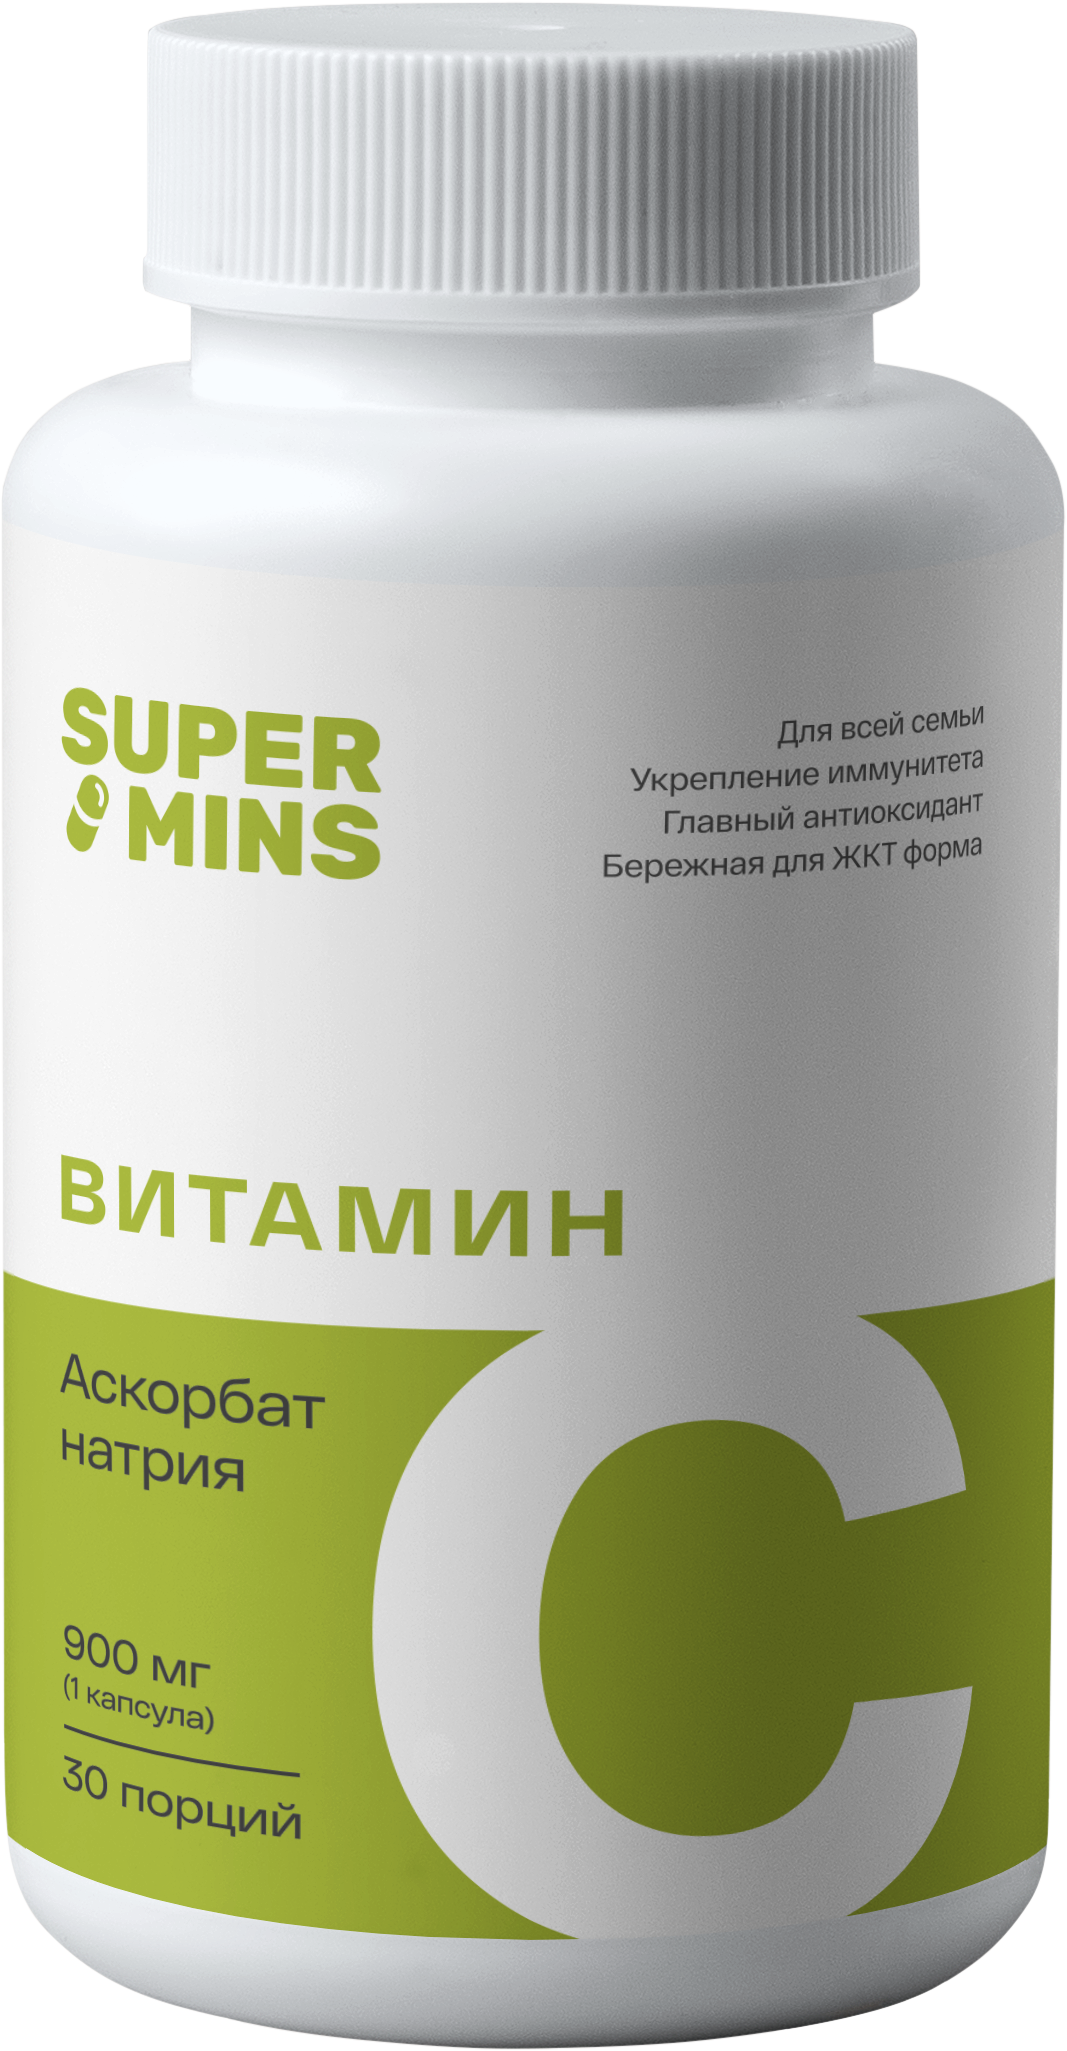 SUPER
MINS
Для всей семьи
Укрепление иммунитета
Главный антиоксидант
Бережная для ЖКТ форма
ВИТАМИН
C
Аскорбат
натрия
900 мг
(1 капсула)
30 порций